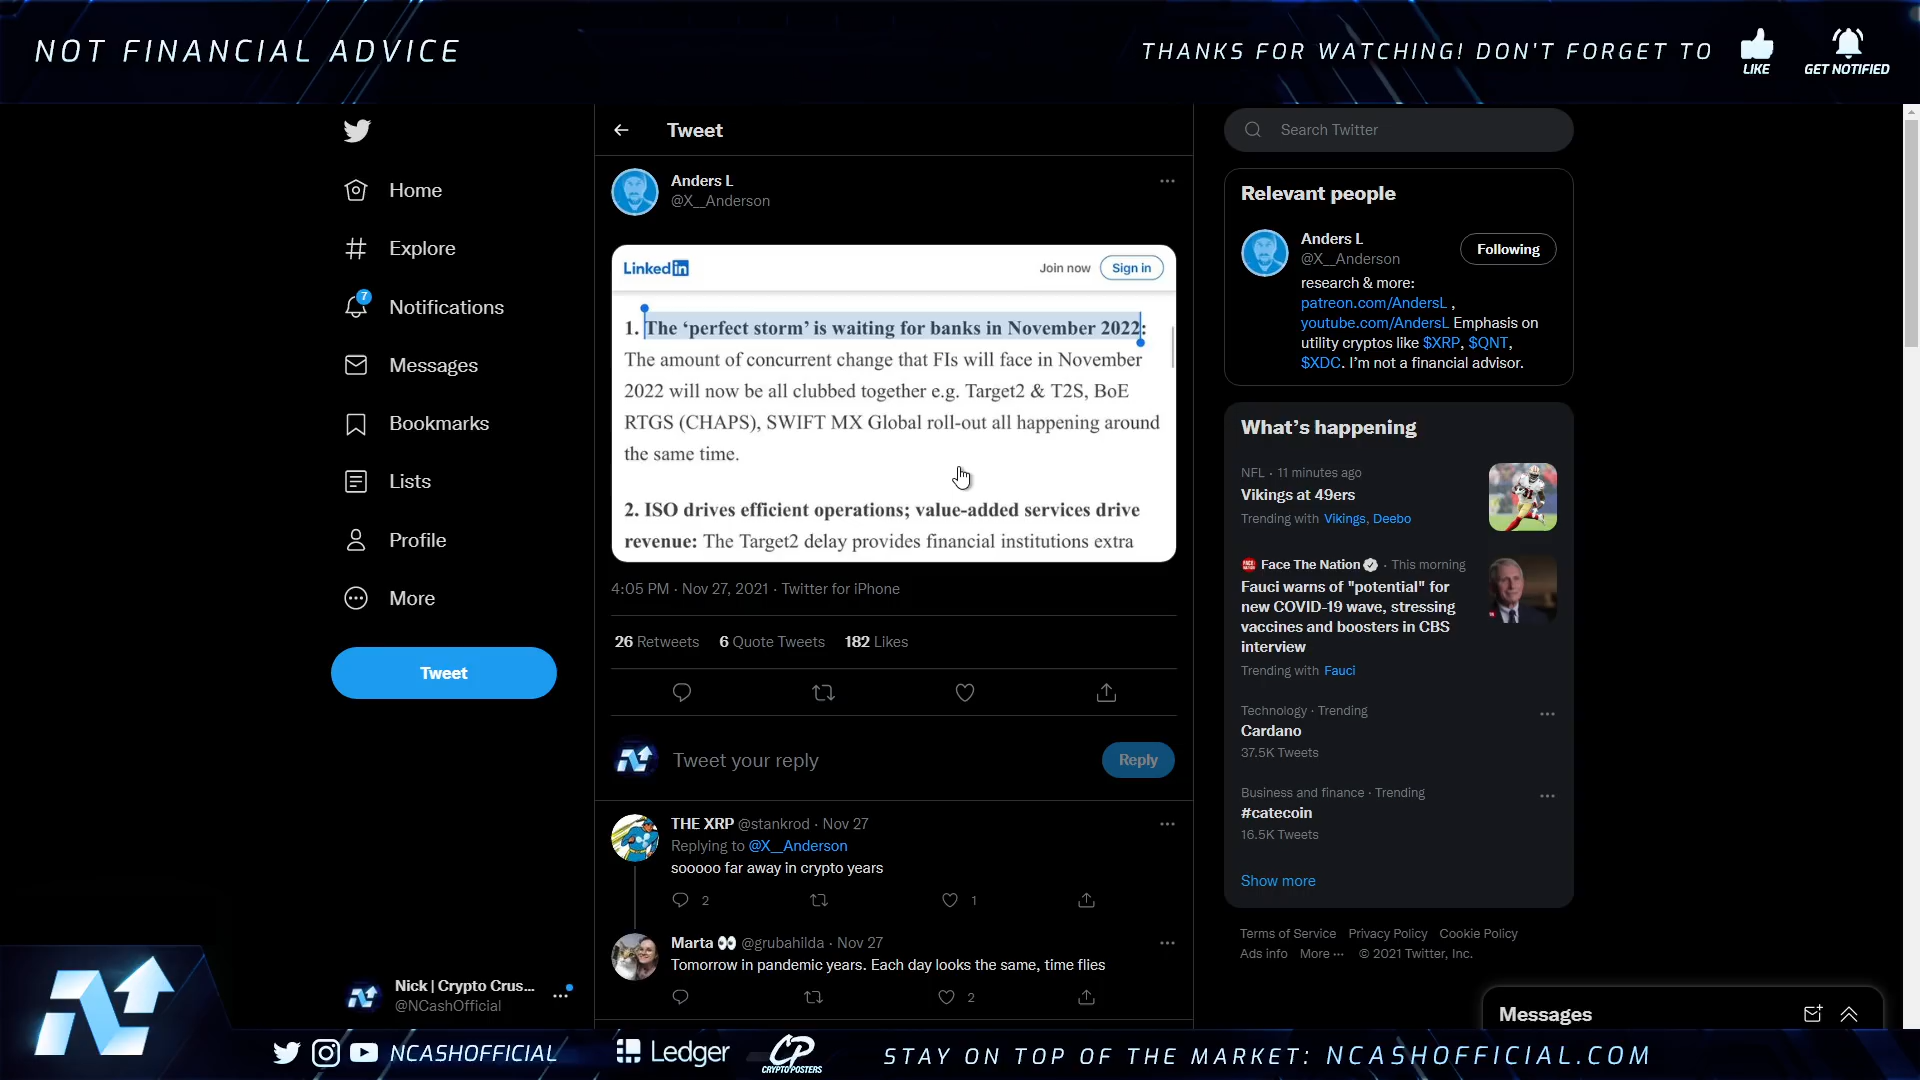 NOT FINANCIAL ADVICE
THANKS FOR WATCHING! DON'T FORGET TO
LIKE
GET NOTIFIED
Home
Explore
7
Notifications
Messages
Bookmarks
Lists
Profile
More
Tweet
Nick | Crypto Crus...
@NCashOfficial
Tweet
Anders L
@X__Anderson
Linkedin
Join now
Sign in
1. The ‘perfect storm’ is waiting for banks in November 2022:
The amount of concurrent change that FIs will face in November
2022 will now be all clubbed together e.g. Target2 & T2S, BoE
RTGS (CHAPS), SWIFT MX Global roll-out all happening around
the same time.
2. ISO drives efficient operations; value-added services drive
revenue: The Target2 delay provides financial institutions extra
4:05 PM · Nov 27, 2021 · Twitter for iPhone
26 Retweets 6 Quote Tweets 182 Likes
Tweet your reply
Reply
THE XRP @stankrod · Nov 27
Replying to @X__Anderson
sooooo far away in crypto years
2
1
Marta @grubahilda · Nov 27
Tomorrow in pandemic years. Each day looks the same, time flies
2
Search Twitter
Relevant people
Anders L
@X__Anderson
Following
research & more:
patreon.com/AndersL ,
youtube.com/AndersL Emphasis on
utility cryptos like $XRP, $QNT,
$XDC. I’m not a financial advisor.
What’s happening
NFL · 11 minutes ago
Vikings at 49ers
Trending with Vikings, Deebo
Face The Nation · This morning
Fauci warns of "potential" for
new COVID-19 wave, stressing
vaccines and boosters in CBS
interview
Trending with Fauci
Technology · Trending
Cardano
37.5K Tweets
Business and finance · Trending
#catecoin
16.5K Tweets
Show more
Terms of Service Privacy Policy Cookie Policy
Ads info More ··· © 2021 Twitter, Inc.
Messages
NCASHOFFICIAL
Ledger
CP
CRYPTOPOSTERS
STAY ON TOP OF THE MARKET: NCASHOFFICIAL.COM